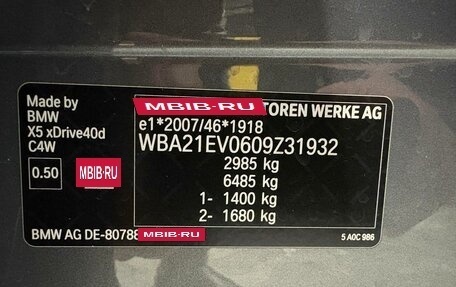 Made by
BMW
X5 xDrive40d
C4W
0.50
MBIB·RU
MBIB-RU TOREN WERKE AG
e1*2007/46*1918
WBA21EV0609Z31932
2985 kg
6485 kg
1- 1400 kg
2- 1680 kg
BMW AG DE-80788 MBIB-RU
5 A0C 986